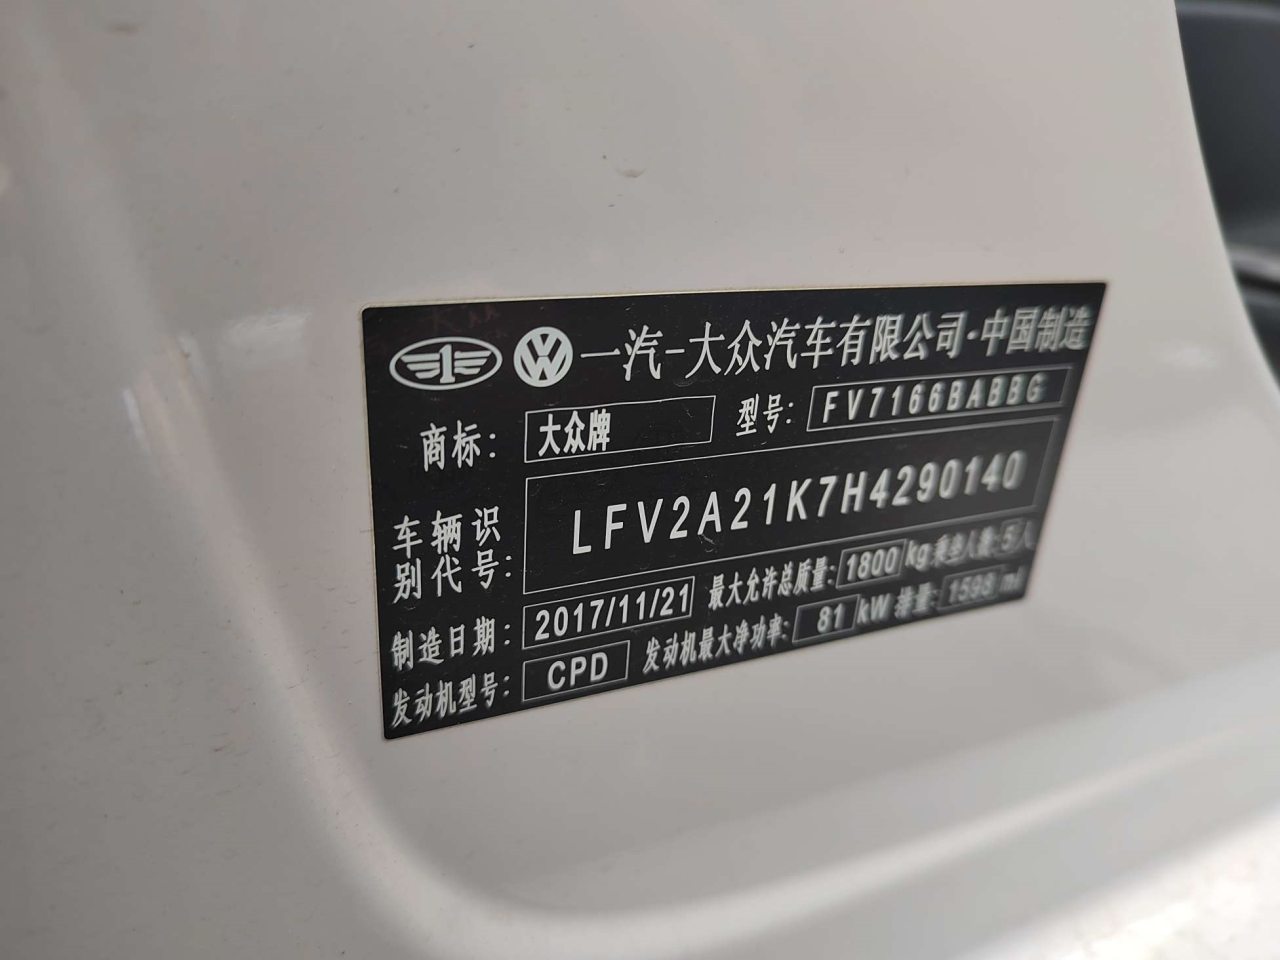 一汽-大众汽车有限公司·中国制造
商标: 大众牌 型号: FV7166BABBG
车辆识别代号: LFV2A21K7H4290140
制造日期: 2017/11/21 最大允许总质量: 1800 kg 乘坐人数: 5 人
发动机型号: CPD 发动机最大净功率: 81 kW 排量: 1598 ml